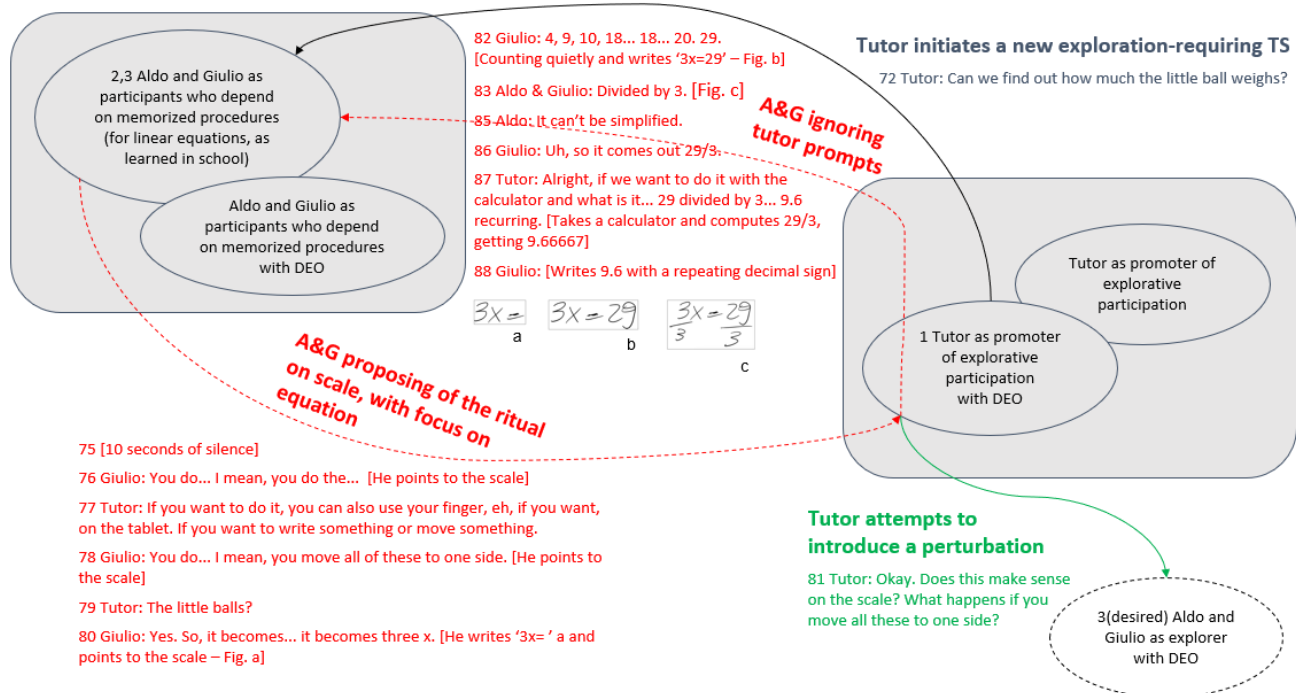 2,3 Aldo and Giulio as
participants who depend
on memorized procedures
(for linear equations, as
learned in school)
Aldo and Giulio as
participants who depend
on memorized procedures
with DEO
82 Giulio: 4, 9, 10, 18... 18... 20. 29.
[Counting quietly and writes ‘3x=29’ – Fig. b]
83 Aldo & Giulio: Divided by 3. [Fig. c]
85 Aldo: It can't be simplified.
86 Giulio: Uh, so it comes out 29/3.
87 Tutor: Alright, if we want to do it with the
calculator and what is it... 29 divided by 3... 9.6
recurring. [Takes a calculator and computes 29/3,
getting 9.66667]
88 Giulio: [Writes 9.6 with a repeating decimal sign]
3x=
a
3x=29
b
3x=29
3 3
c
A&G ignoring
tutor prompts
Tutor initiates a new exploration-requiring TS
72 Tutor: Can we find out how much the little ball weighs?
Tutor as promoter of
explorative
participation
1 Tutor as promoter
of explorative
participation
with DEO
A&G proposing of the ritual
on scale, with focus on
equation
75 [10 seconds of silence]
76 Giulio: You do... I mean, you do the... [He points to the scale]
77 Tutor: If you want to do it, you can also use your finger, eh, if you want,
on the tablet. If you want to write something or move something.
78 Giulio: You do... I mean, you move all of these to one side. [He points to
the scale]
79 Tutor: The little balls?
80 Giulio: Yes. So, it becomes... it becomes three x. [He writes ‘3x= ’ a and
points to the scale – Fig. a]
Tutor attempts to
introduce a perturbation
81 Tutor: Okay. Does this make sense
on the scale? What happens if you
move all these to one side?
3(desired) Aldo and
Giulio as explorer
with DEO